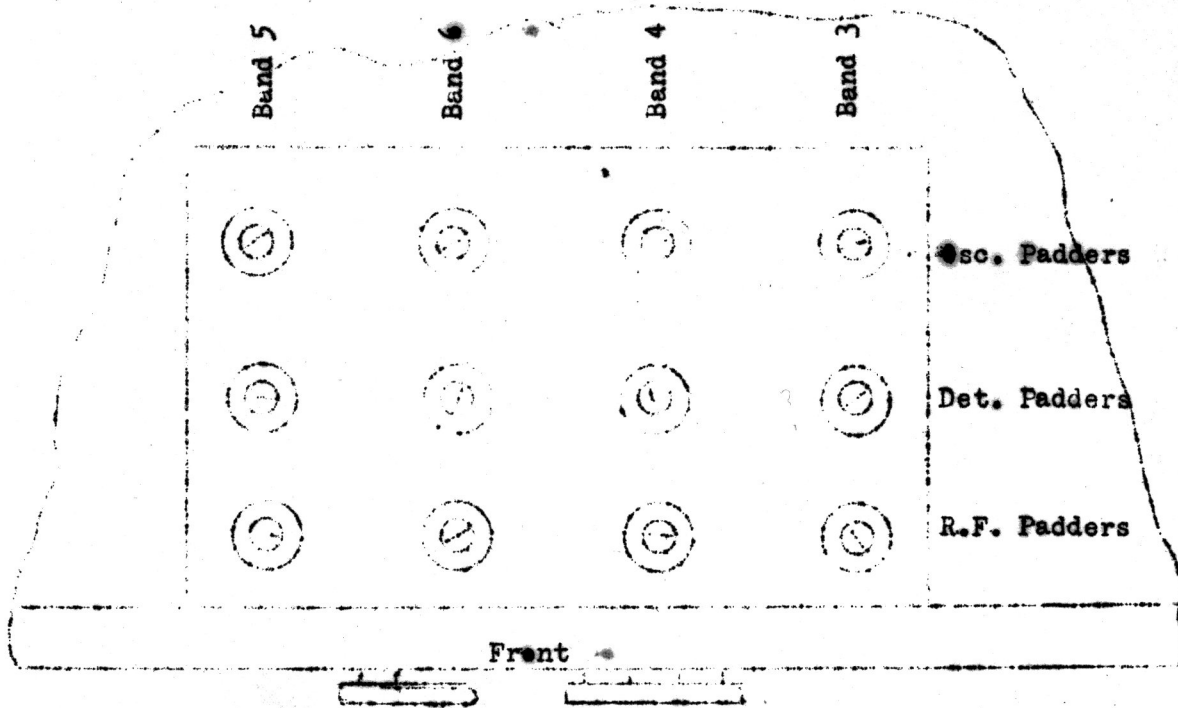 Band 5
Band 6
Band 4
Band 3
Osc. Padders
Det. Padders
R.F. Padders
Front